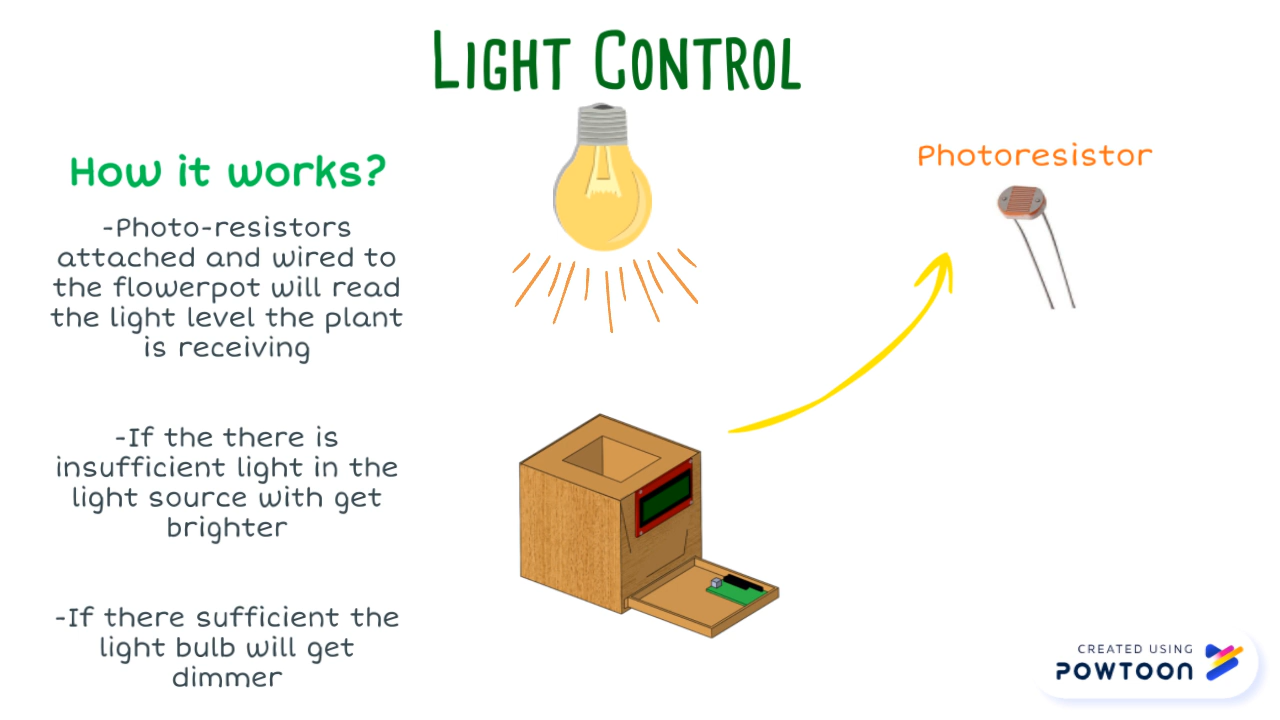 LIGHT CONTROL
How it works?
-Photo-resistors
attached and wired to
the flowerpot will read
the light level the plant
is receiving
-If the there is
insufficient light in the
light source with get
brighter
-If there sufficient the
light bulb will get
dimmer
Photoresistor
CREATED USING
POWTOON